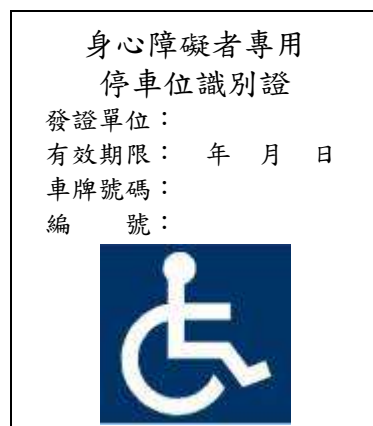 身心障礙者專用
停車位識別證
發證單位：
有效期限：　年　月　日
車牌號碼：
編　　號：